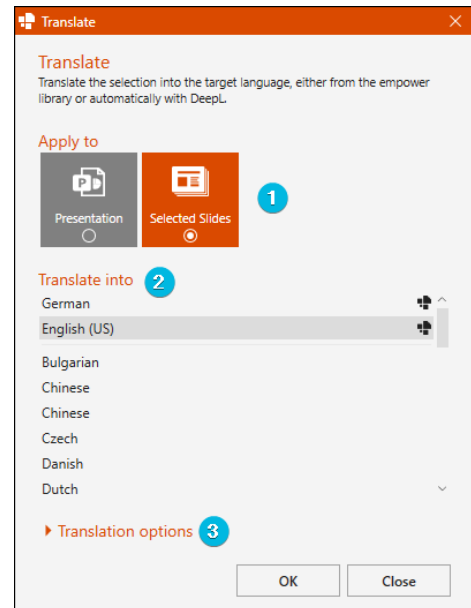 Translate
Translate
Translate the selection into the target language, either from the empower
library or automatically with DeepL.
Apply to
Presentation
Selected Slides
1
Translate into 2
German
English (US)
Bulgarian
Chinese
Chinese
Czech
Danish
Dutch
Translation options 3
OK Close